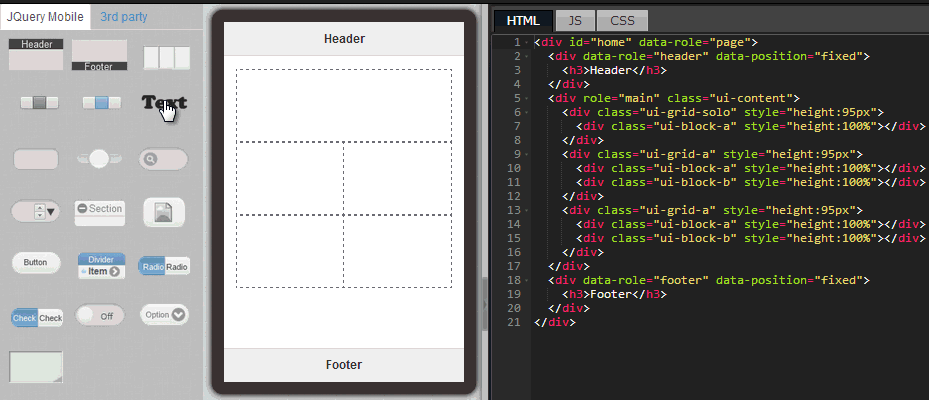 JQuery Mobile
3rd party
Header
Footer
Text
Section
Button
Divider
Item
Radio Radio
Check Check
Off
Option
Header
Footer
HTML
JS
CSS
1 <div id="home" data-role="page">
2 <div data-role="header" data-position="fixed">
3 <h3>Header</h3>
4 </div>
5 <div role="main" class="ui-content">
6 <div class="ui-grid-solo" style="height:95px">
7 <div class="ui-block-a" style="height:100%"></div>
8 </div>
9 <div class="ui-grid-a" style="height:95px">
10 <div class="ui-block-a" style="height:100%"></div>
11 <div class="ui-block-b" style="height:100%"></div>
12 </div>
13 <div class="ui-grid-a" style="height:95px">
14 <div class="ui-block-a" style="height:100%"></div>
15 <div class="ui-block-b" style="height:100%"></div>
16 </div>
17 </div>
18 <div data-role="footer" data-position="fixed">
19 <h3>Footer</h3>
20 </div>
21 </div>